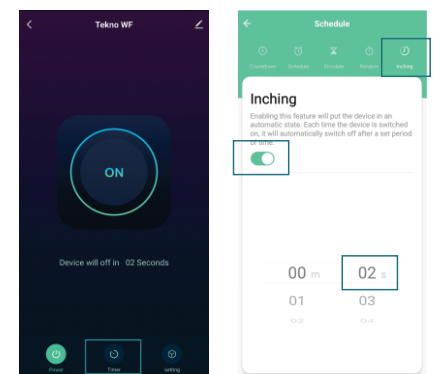 Tekno WF
ON
Device will off in 02 Seconds
Power
Timer
setting
Schedule
Countdown Schedule Circulate Random Inching
Inching
Enabling this feature will put the device in an
automatic state. Each time the device is switched
on, it will automatically switch off after a set period
of time.
00 m 02 s
01 03
02 04